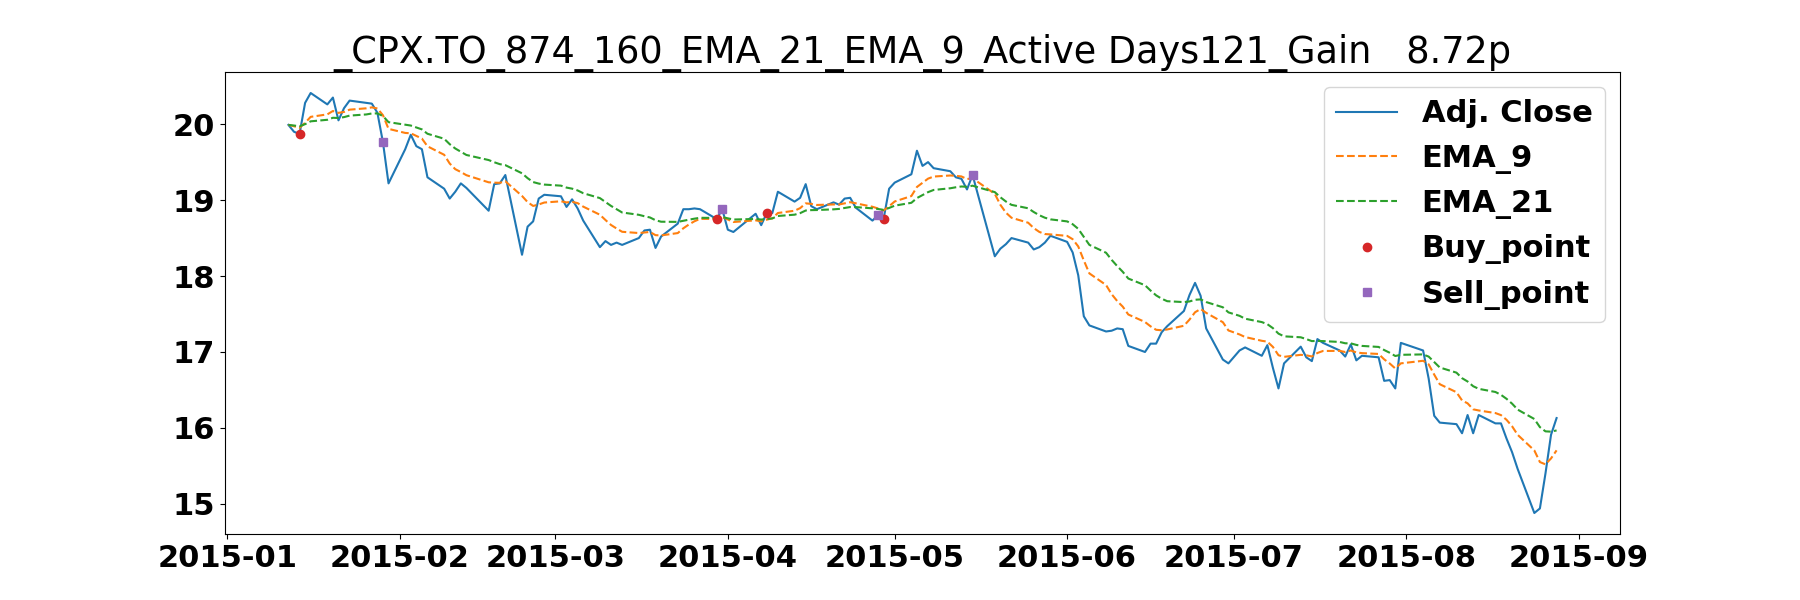 _CPX.TO_874_160_EMA_21_EMA_9_Active Days121_Gain   8.72p
Adj. Close
EMA_9
EMA_21
Buy_point
Sell_point
20
19
18
17
16
15
2015-01 2015-02 2015-03 2015-04 2015-05 2015-06 2015-07 2015-08 2015-09